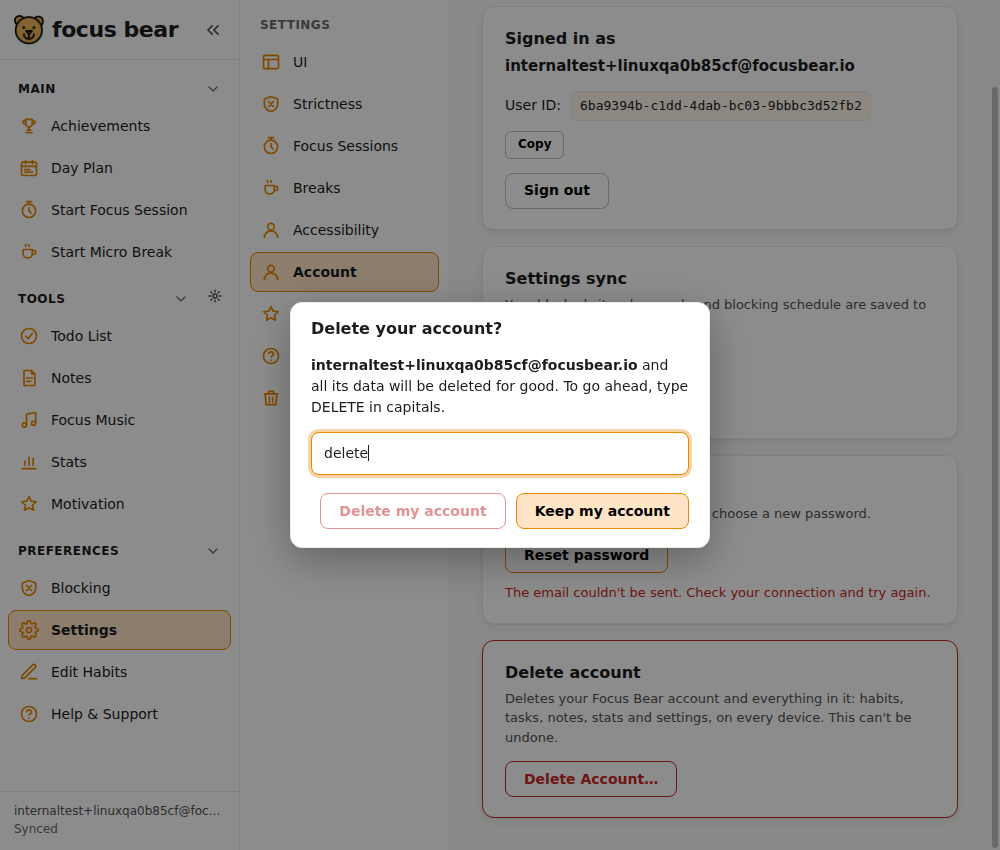 focus bear
MAIN
Achievements
Day Plan
Start Focus Session
Start Micro Break
TOOLS
Todo List
Notes
Focus Music
Stats
Motivation
PREFERENCES
Blocking
Settings
Edit Habits
Help & Support
internaltest+linuxqa0b85cf@foc...
Synced
SETTINGS
UI
Strictness
Focus Sessions
Breaks
Accessibility
Account
Signed in as
internaltest+linuxqa0b85cf@focusbear.io
User ID: 6ba9394b-c1dd-4dab-bc03-9bbbc3d52fb2
Copy
Sign out
Settings sync
and blocking schedule are saved to
Delete your account?
internaltest+linuxqa0b85cf@focusbear.io and
all its data will be deleted for good. To go ahead, type
DELETE in capitals.
delete
Delete my account
Keep my account
choose a new password.
Reset password
The email couldn't be sent. Check your connection and try again.
Delete account
Deletes your Focus Bear account and everything in it: habits,
tasks, notes, stats and settings, on every device. This can't be
undone.
Delete Account...